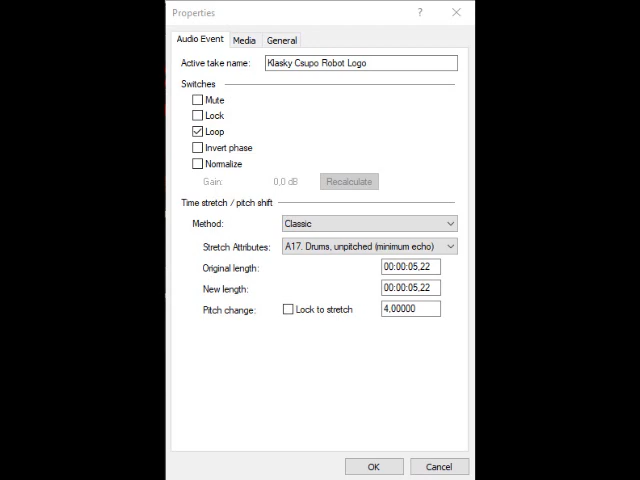 Properties
Audio Event Media General
Active take name: Klasky Csupo Robot Logo
Switches
Mute
Lock
Loop
Invert phase
Normalize
Gain: 0,0 dB Recalculate
Time stretch / pitch shift
Method: Classic
Stretch Attributes: A17. Drums, unpitched (minimum echo)
Original length: 00:00:05,22
New length: 00:00:05,22
Pitch change: Lock to stretch 4,00000
OK Cancel